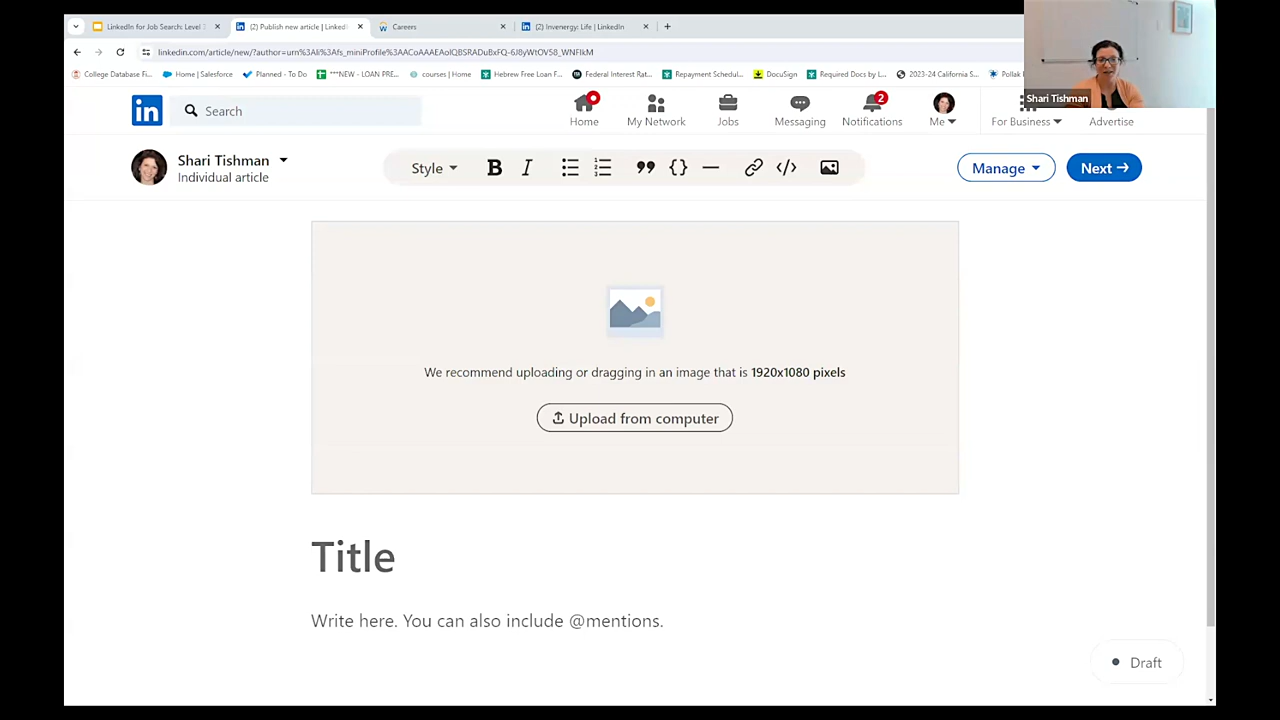 LinkedIn for Job Search: Level
(2) Publish new article | LinkedI
Careers
(2) Invenergy: Life | LinkedIn
linkedin.com/article/new/?author=urn%3Ali%3Afs_miniProfile%3AACoAAAEAolQBSRADuBxFQ-6J8yWtOV58_WNFIkM
College Database Fi...
Home | Salesforce
Planned - To Do
***NEW - LOAN PRE...
courses | Home
Hebrew Free Loan F...
Federal Interest Rat...
Repayment Schedul...
DocuSign
Required Docs by L...
2023-24 California S...
Pollak
Shari Tishman
in
Search
Home
My Network
Jobs
Messaging
2
Notifications
Me
For Business
Advertise
Shari Tishman
Individual article
Style
B
I
Manage
Next
We recommend uploading or dragging in an image that is 1920x1080 pixels
Upload from computer
Title
Write here. You can also include @mentions.
Draft